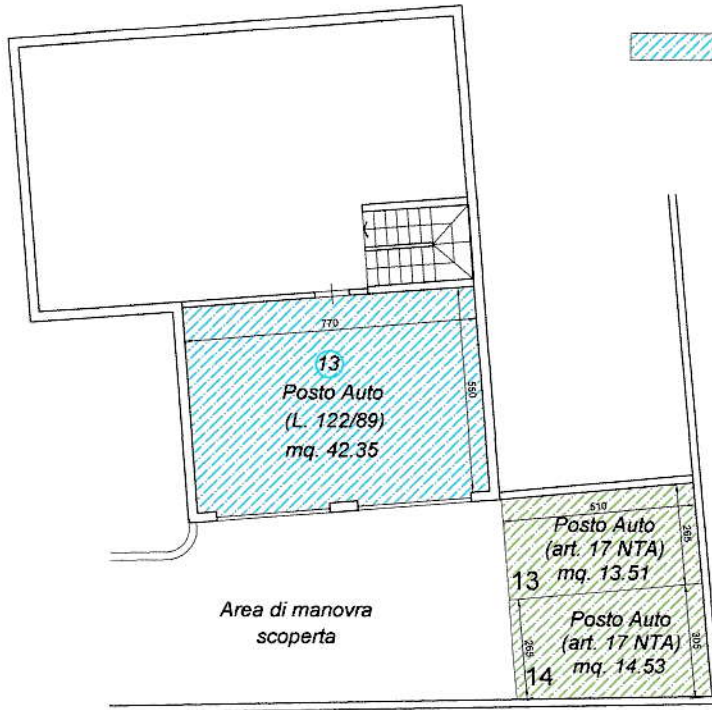 770
13
Posto Auto
(L. 122/89)
mq. 42.35
550
510
Posto Auto
(art. 17 NTA)
mq. 13.51
13
265
Area di manovra
scoperta
Posto Auto
(art. 17 NTA)
mq. 14.53
14
265
305